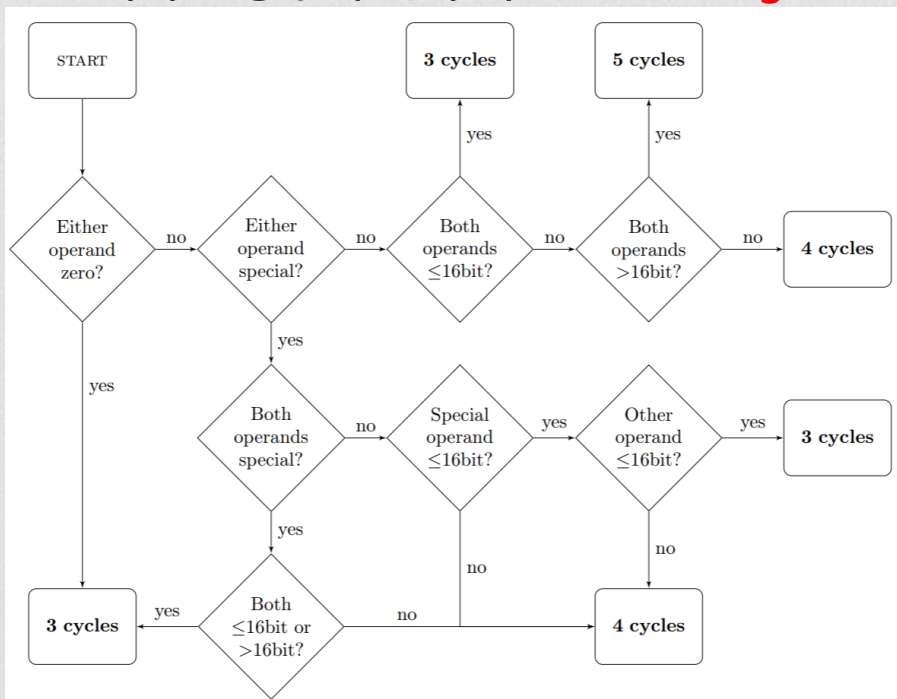 START
3 cycles
5 cycles
yes
yes
Either
operand
zero?
no
Either
operand
special?
no
Both
operands
≤16bit?
no
Both
operands
>16bit?
no
4 cycles
yes
yes
Both
operands
special?
no
Special
operand
≤16bit?
yes
Other
operand
≤16bit?
yes
3 cycles
yes
no
no
3 cycles
yes
Both
≤16bit or
>16bit?
no
4 cycles